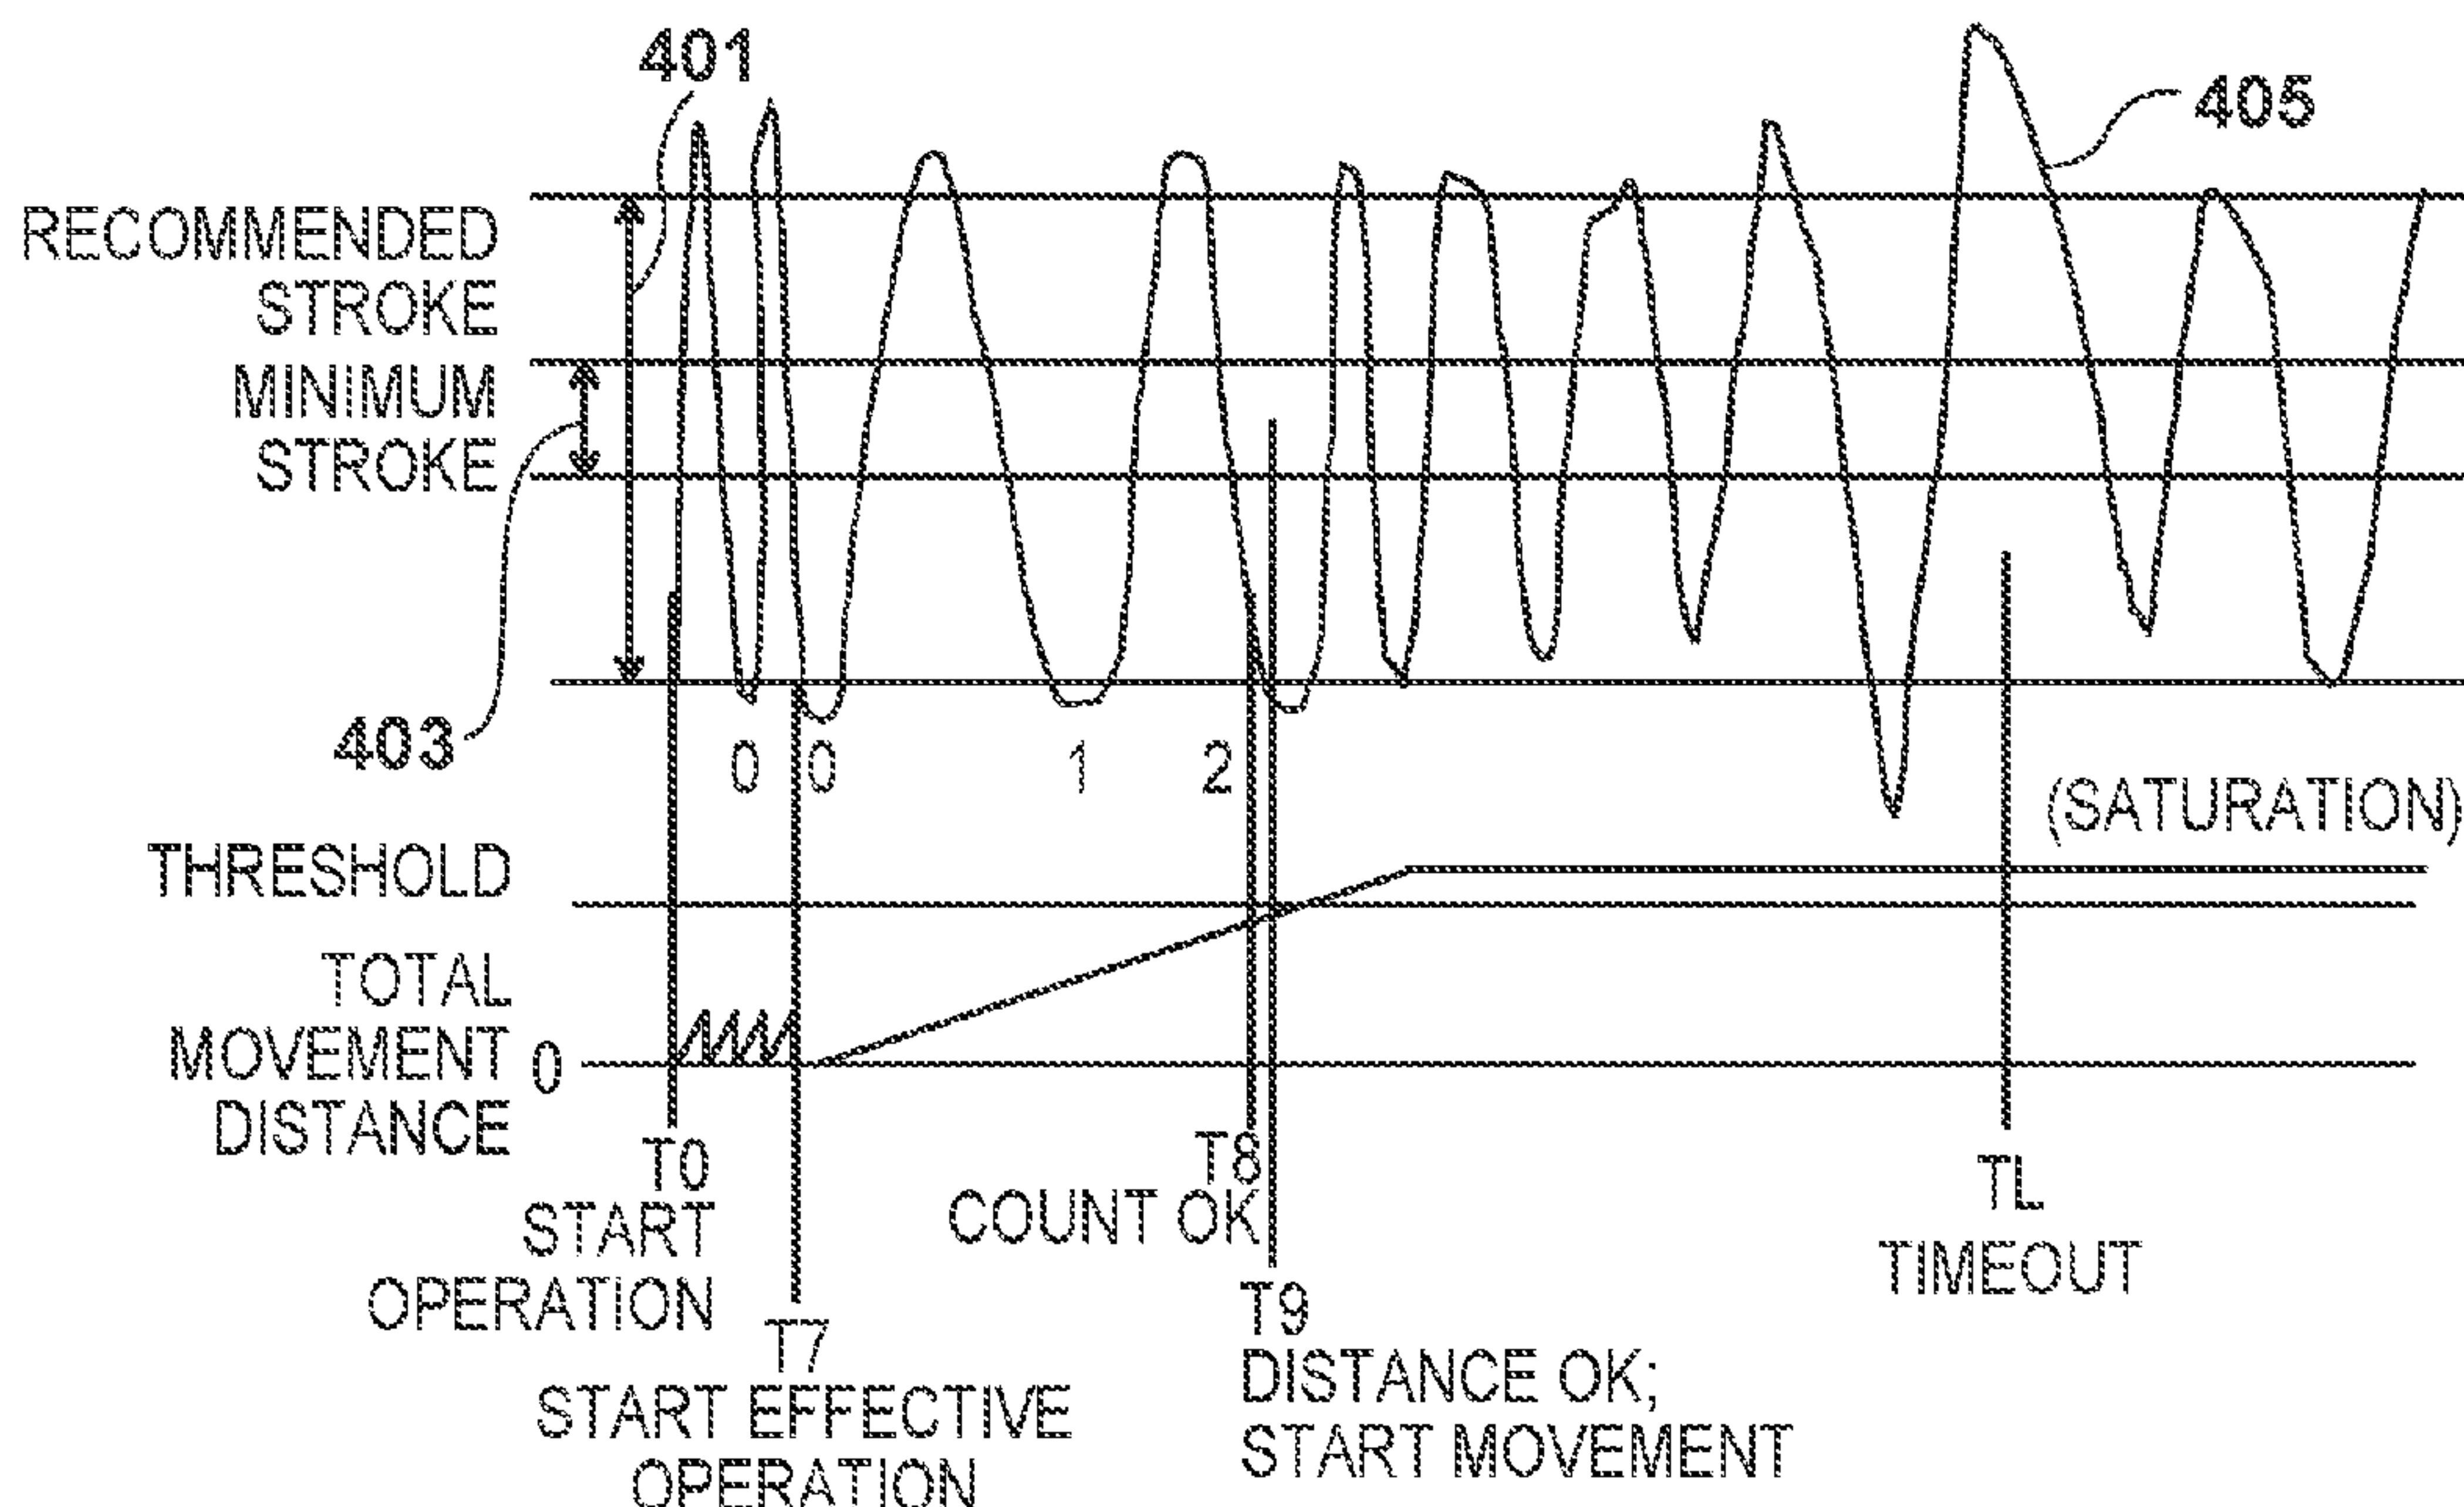 401
405
RECOMMENDED
STROKE
MINIMUM
STROKE
403
0 0 1 2
(SATURATION)
THRESHOLD
TOTAL
MOVEMENT
DISTANCE
0
T0
START
OPERATION
T7
START EFFECTIVE
OPERATION
T8
COUNT OK
T9
DISTANCE OK;
START MOVEMENT
TL
TIMEOUT